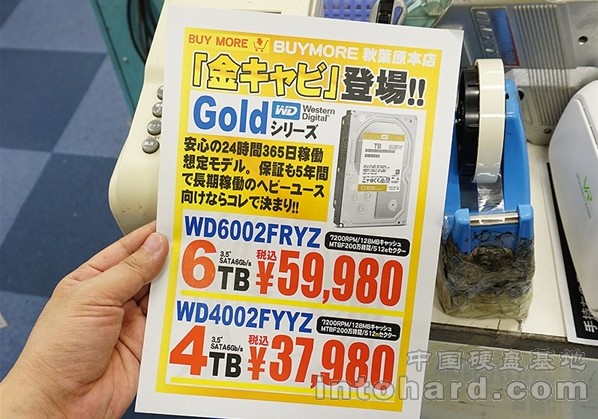 BUY MORE BUYMORE 秋葉原本店
「金キャビ」登場!!
Gold WD Western Digital®
シリーズ
安心の24時間365日稼働
想定モデル。保証も5年間
で長期稼働のヘビーユース
向けならコレで決まり!!
TB
WD6002FRYZ
7200RPM/128MBキャッシュ
MTBF200万時間/512eセクター
6TB 3.5" SATA6Gb/s 税込 ¥59,980
WD4002FYYZ
7200RPM/128MBキャッシュ
MTBF200万時間/512nセクター
4TB 3.5" SATA6Gb/s 税込 ¥37,980
中国硬盘基地
intohard.com